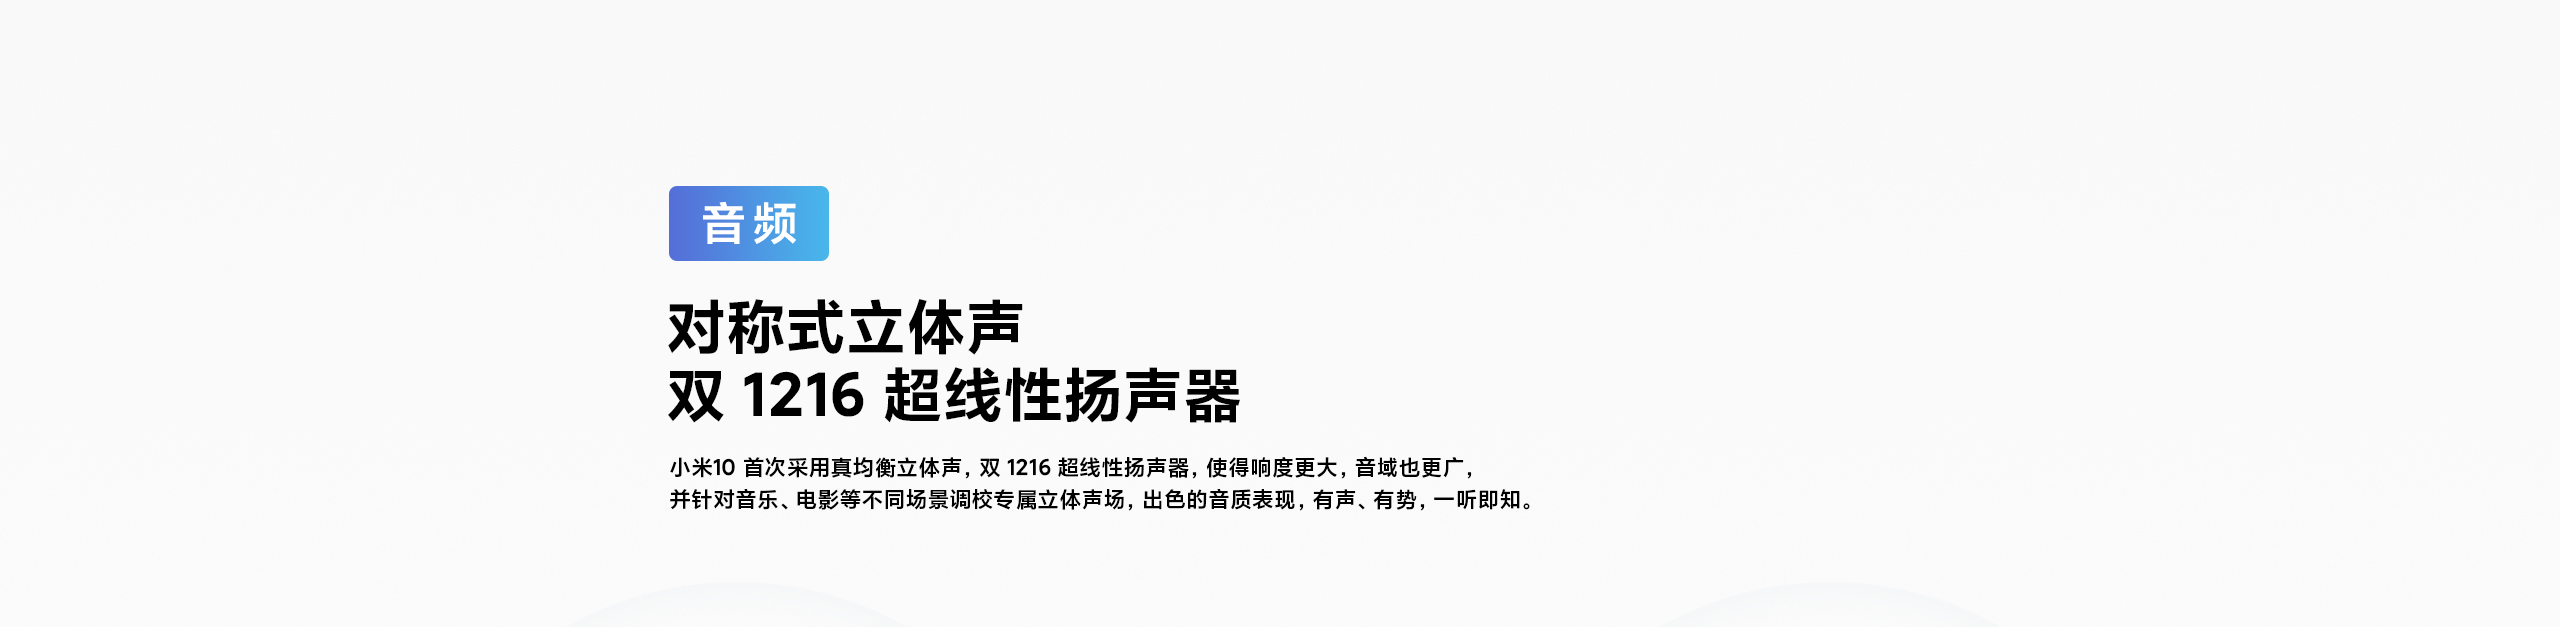 音频
对称式立体声
双 1216 超线性扬声器
小米10 首次采用真均衡立体声，双 1216 超线性扬声器，使得响度更大，音域也更广，
并针对音乐、电影等不同场景调校专属立体声场，出色的音质表现，有声、有势，一听即知。